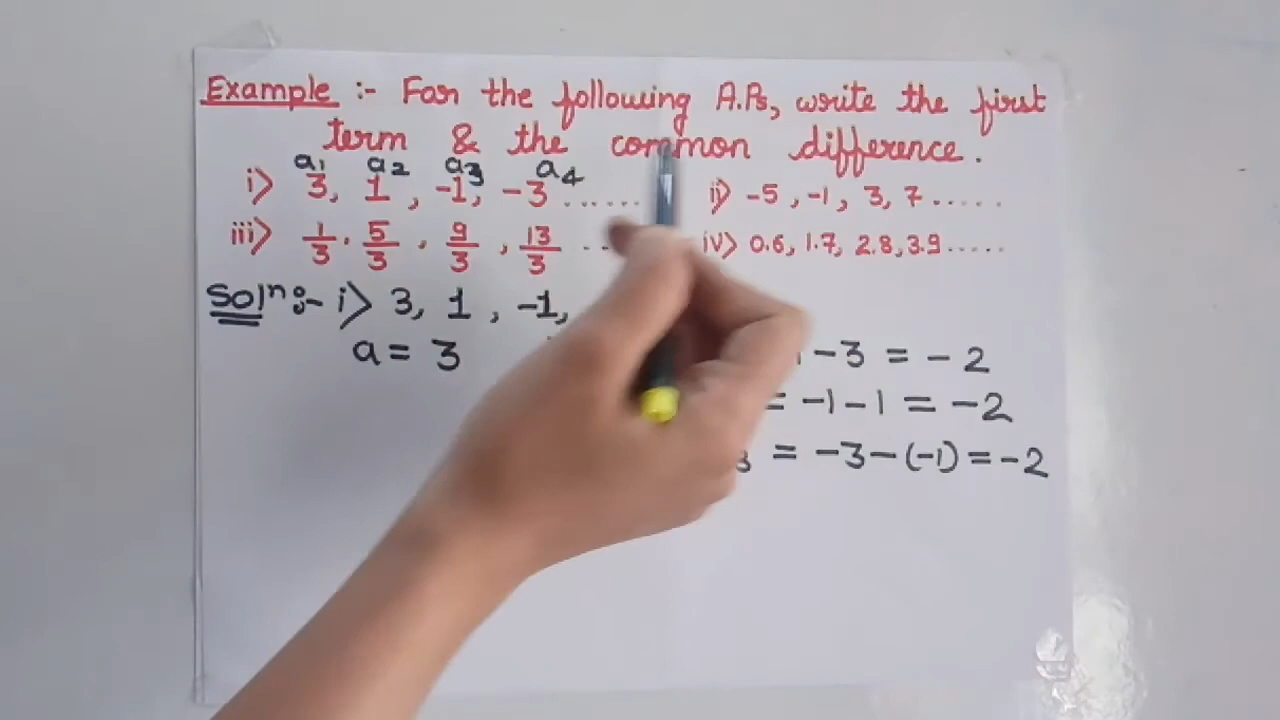 Example :- For the following A.Ps, write the first
term & the common difference.
a1 a2 a3 a4
i) 3, 1, -1, -3 ...... ii) -5, -1, 3, 7 .....
iii) 1/3, 5/3, 9/3, 13/3 ... iv) 0.6, 1.7, 2.8, 3.9 .....
Soln :- i) 3, 1, -1,
a = 3 - 3 = -2
= -1 - 1 = -2
3 = -3 - (-1) = -2